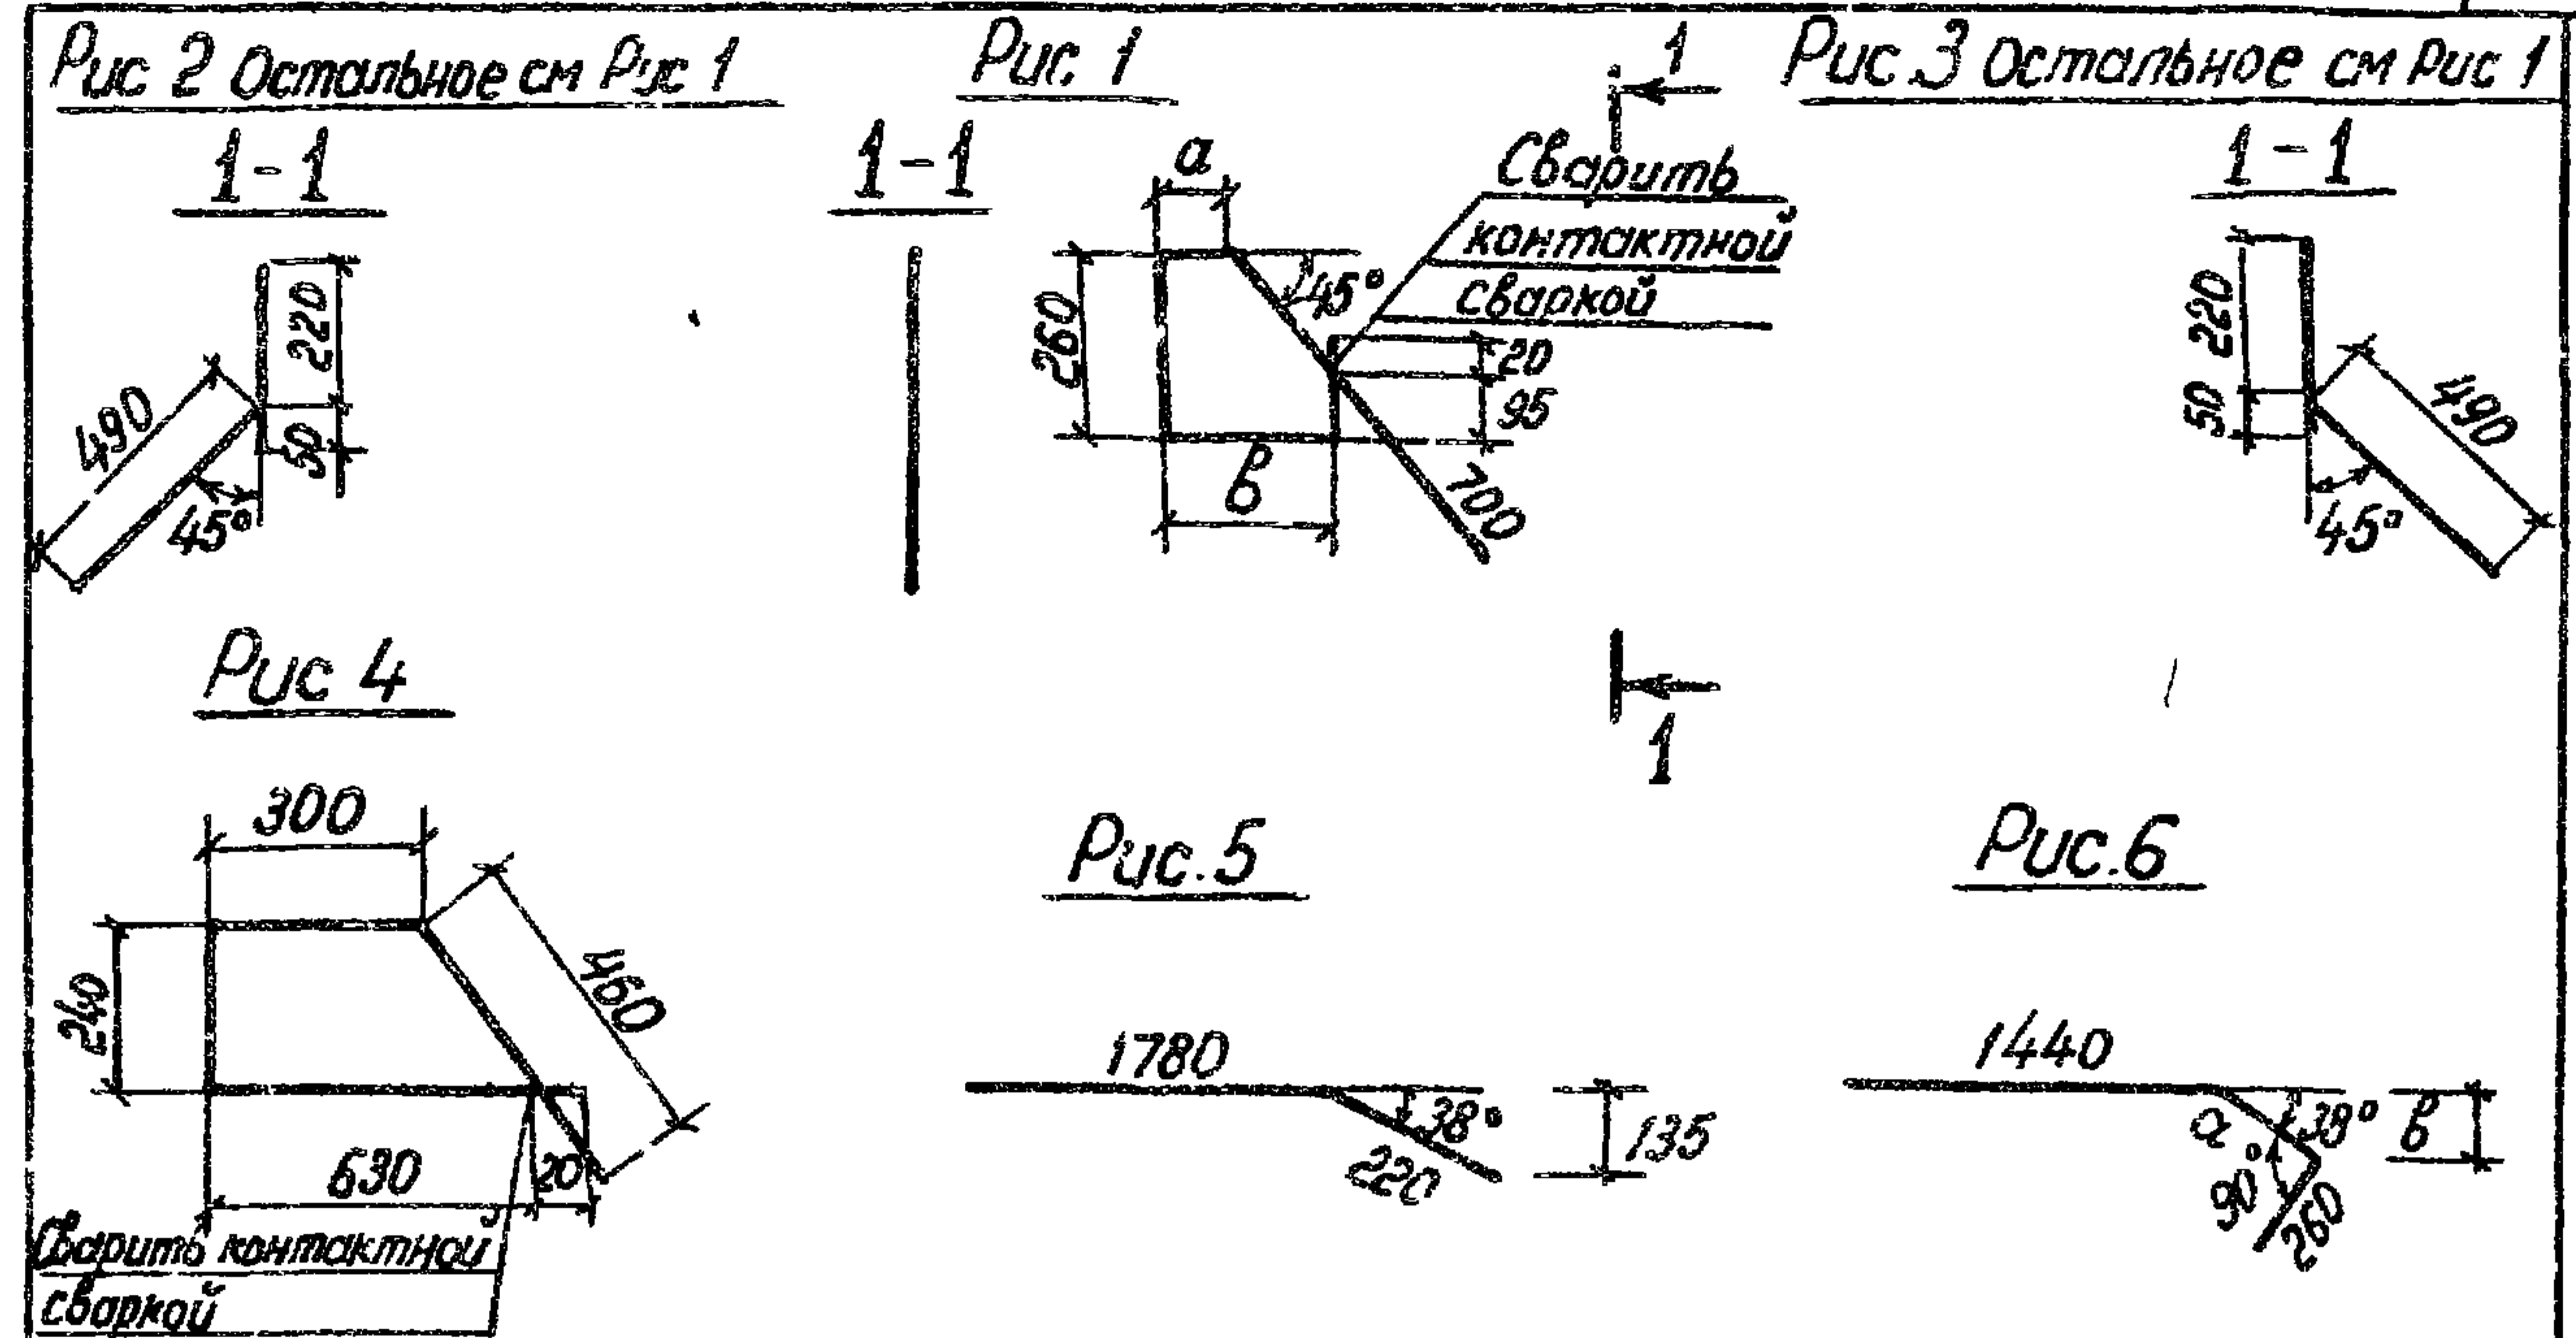 Рис 2 Остальное см Рис 1
1-1
490
220
50
45°
Рис. 1
1-1
1
а
Сварить
контактной
сваркой
45°
260
20
95
в
700
1
Рис.3 Остальное см Рис 1
1-1
220
50
490
45°
Рис 4
300
240
460
630
20
Сварить контактной
сваркой
Рис.5
1780
38°
220
135
Рис.6
1440
38°
а
в
90°
260